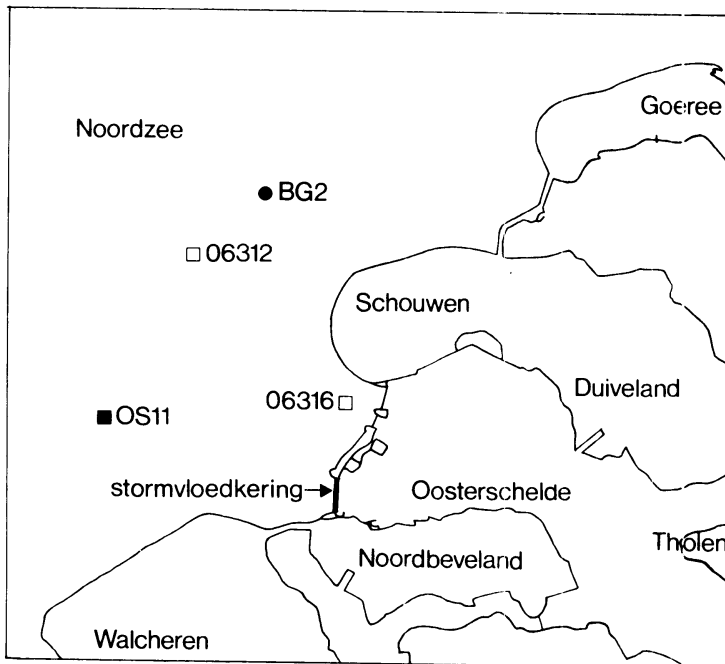 Goeree
Noordzee
BG2
06312
Schouwen
06316
Duiveland
OS11
stormvloedkering
Oosterschelde
Tholen
Noordbeveland
Walcheren